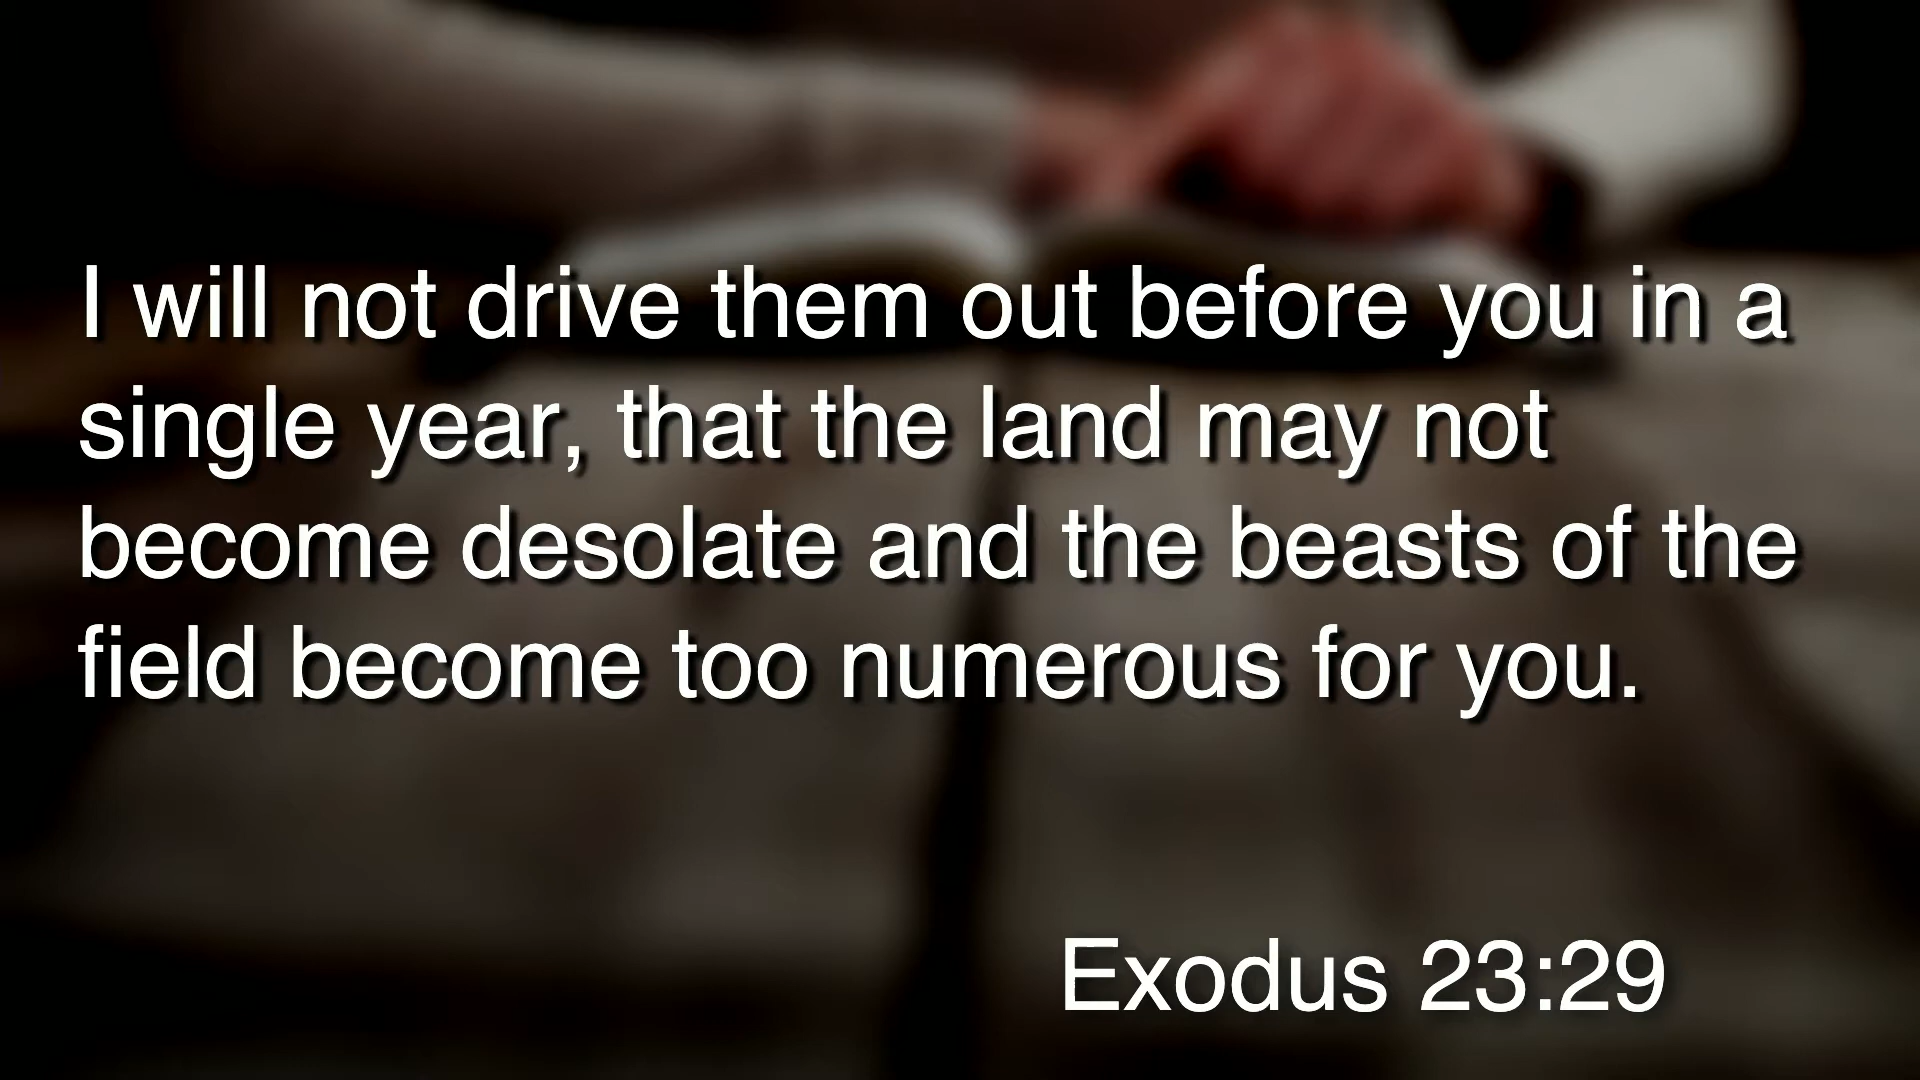 I will not drive them out before you in a
single year, that the land may not
become desolate and the beasts of the
field become too numerous for you.
Exodus 23:29